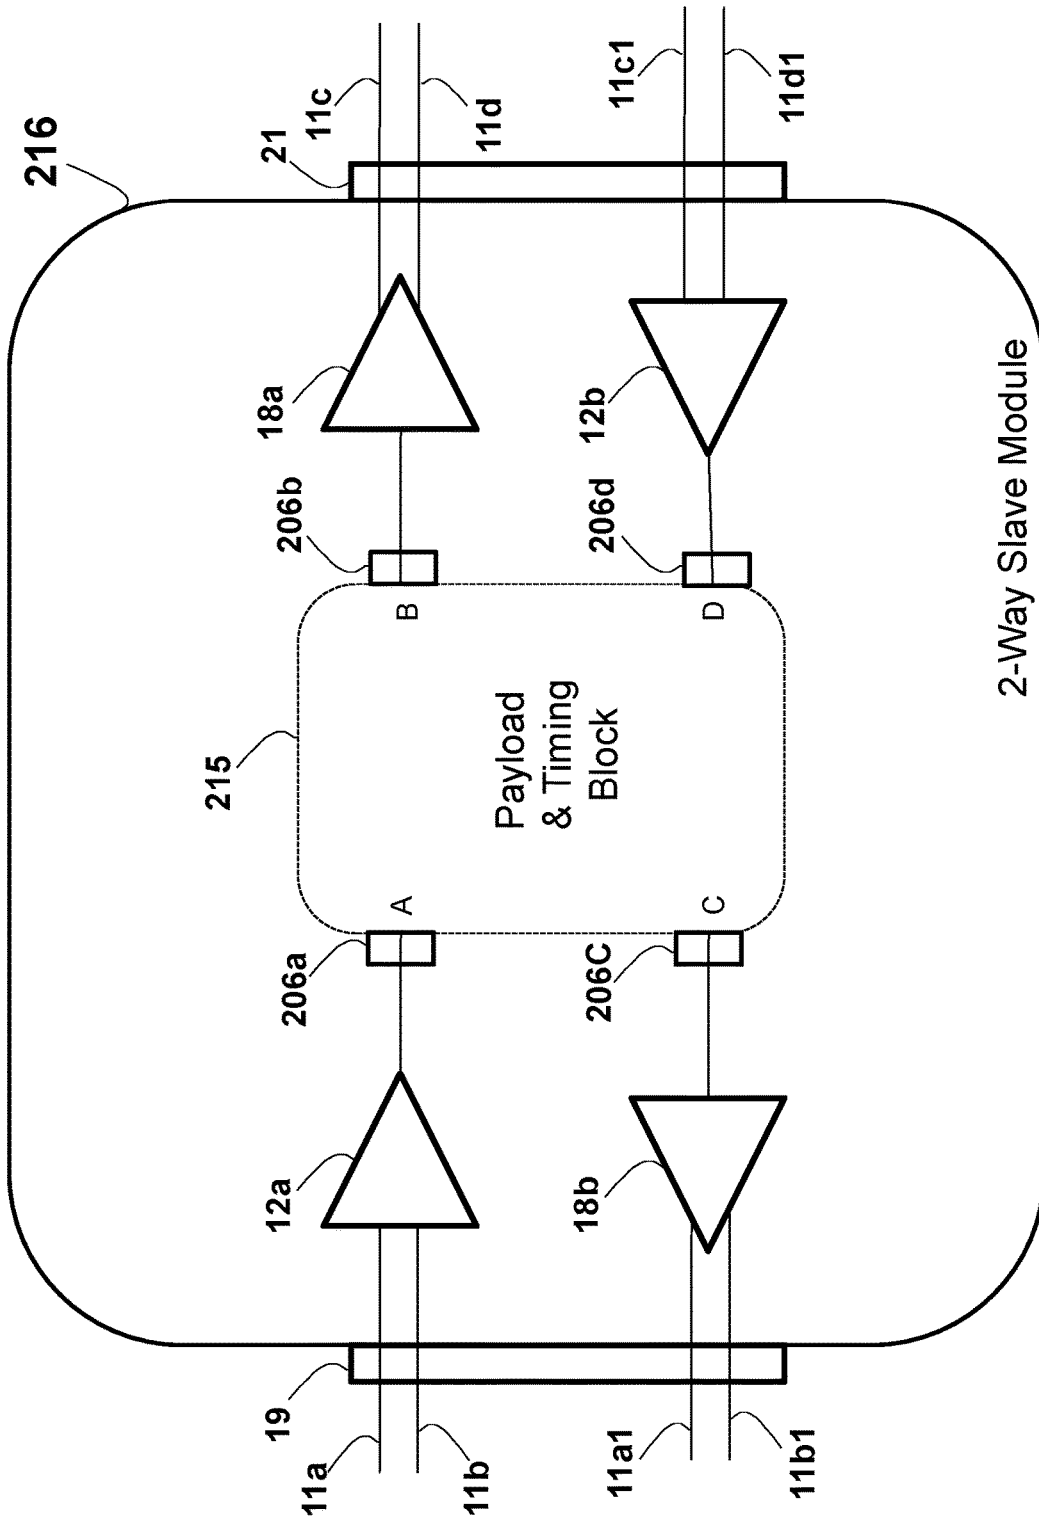 216
11c
11d
21
11c1
11d1
18a
12b
206b
206d
B
D
215
Payload
& Timing
Block
A
C
206a
206C
12a
18b
19
11a
11b
11a1
11b1
2-Way Slave Module